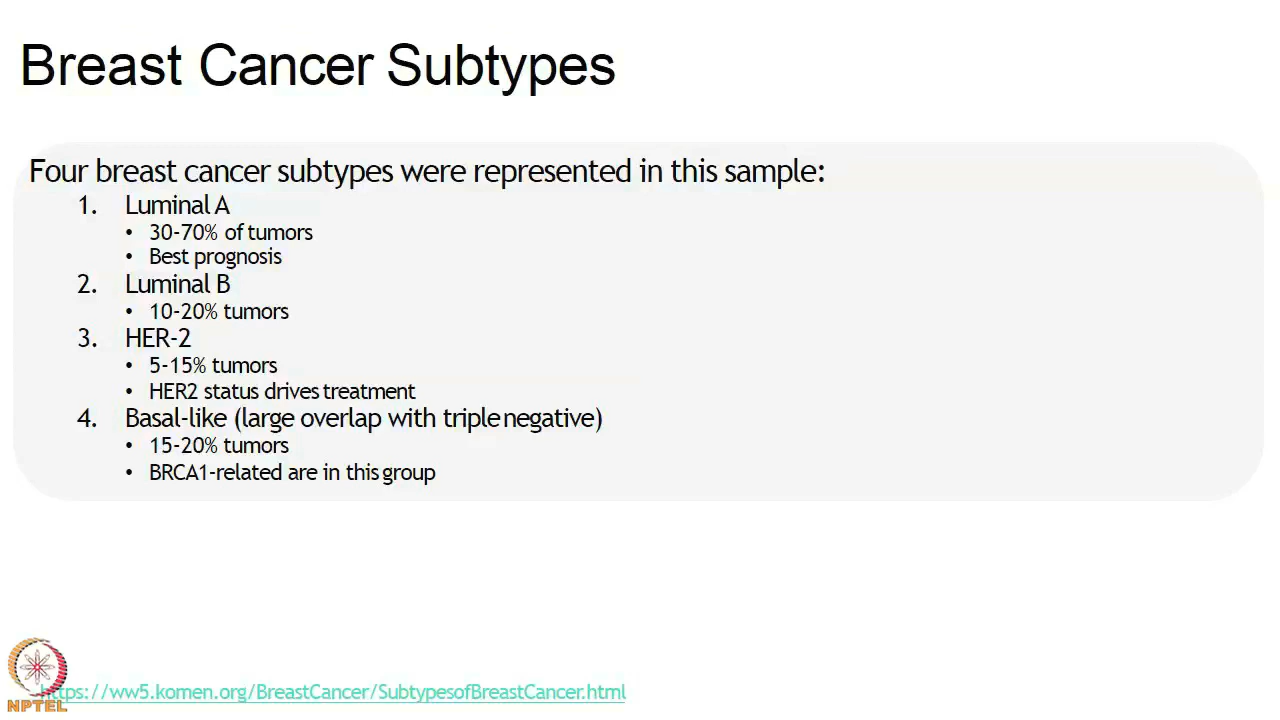 Breast Cancer Subtypes
Four breast cancer subtypes were represented in this sample:
1. Luminal A
• 30-70% of tumors
• Best prognosis
2. Luminal B
• 10-20% tumors
3. HER-2
• 5-15% tumors
• HER2 status drives treatment
4. Basal-like (large overlap with triple negative)
• 15-20% tumors
• BRCA1-related are in this group
https://ww5.komen.org/BreastCancer/SubtypesofBreastCancer.html
NPTEL